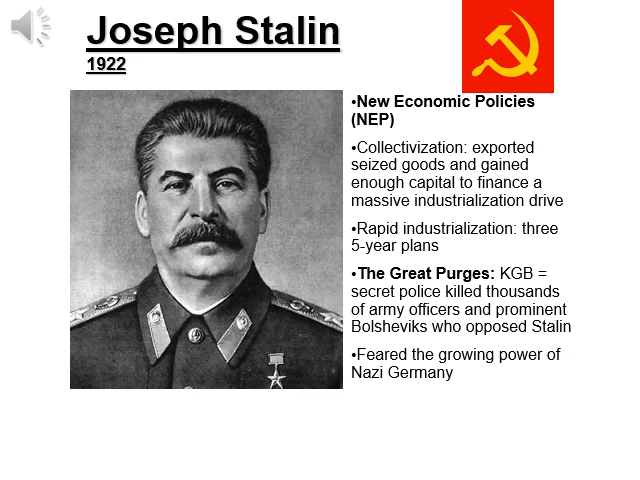 Joseph Stalin
1922
•New Economic Policies
(NEP)
•Collectivization: exported
seized goods and gained
enough capital to finance a
massive industrialization drive
•Rapid industrialization: three
5-year plans
•The Great Purges: KGB =
secret police killed thousands
of army officers and prominent
Bolsheviks who opposed Stalin
•Feared the growing power of
Nazi Germany